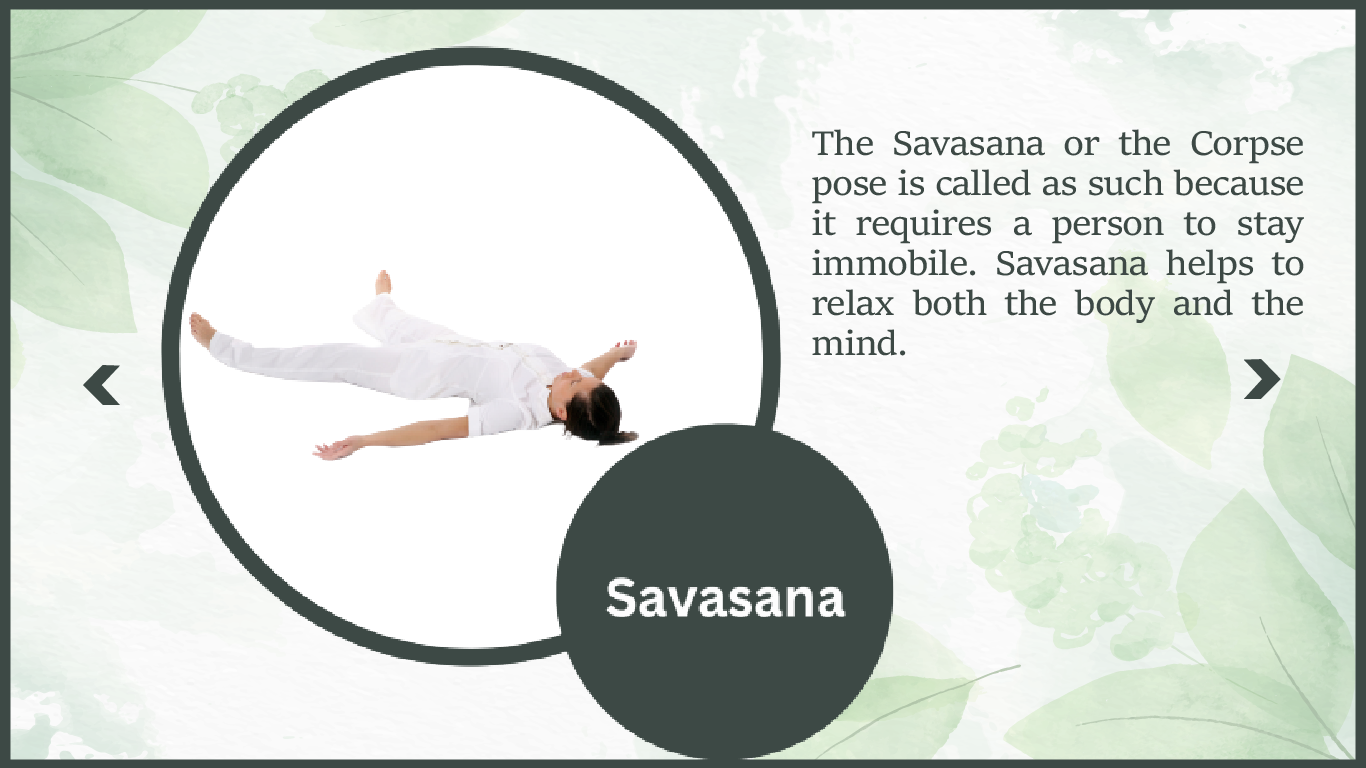 The Savasana or the Corpse
pose is called as such because
it requires a person to stay
immobile. Savasana helps to
relax both the body and the
mind.
Savasana